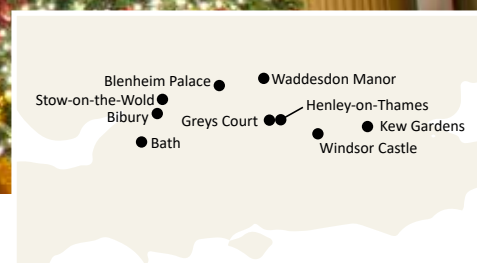 Waddesdon Manor
Blenheim Palace
Stow-on-the-Wold
Henley-on-Thames
Bibury
Greys Court
Kew Gardens
Bath
Windsor Castle